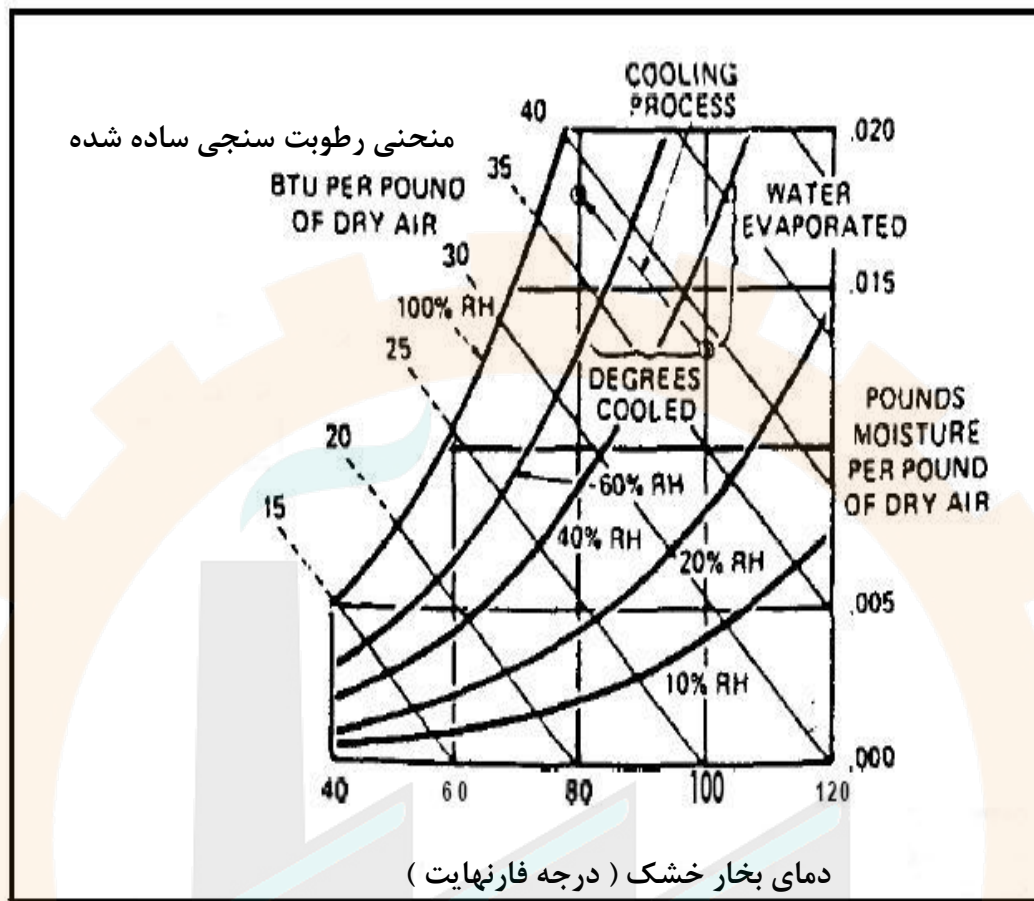 COOLING
PROCESS
40
.020
منحنی رطوبت سنجی ساده شده
35
BTU PER POUND
OF DRY AIR
WATER
EVAPORATED
30
.015
100% RH
25
DEGREES
COOLED
POUNDS
MOISTURE
PER POUND
OF DRY AIR
20
60% RH
15
40% RH
20% RH
.005
10% RH
.000
40 60 80 100 120
دمای بخار خشک ( درجه فارنهایت )